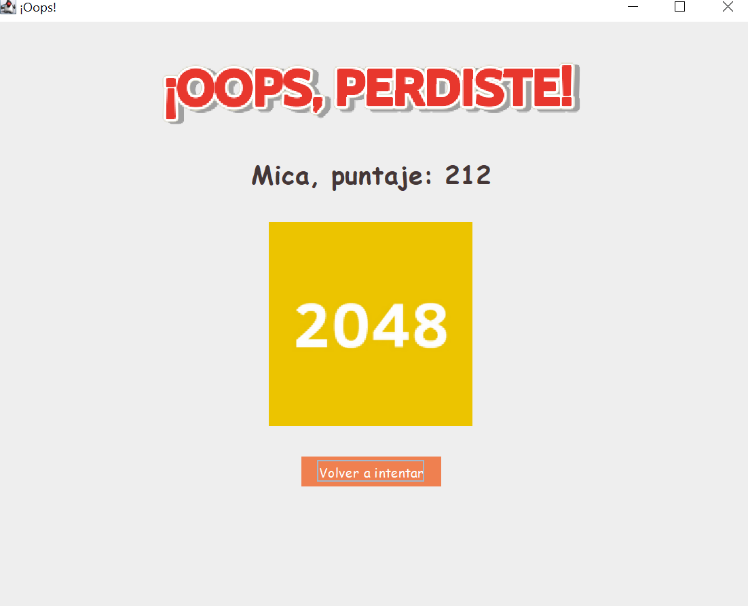 ¡Oops!
¡OOPS, PERDISTE!
Mica, puntaje: 212
2048
Volver a intentar